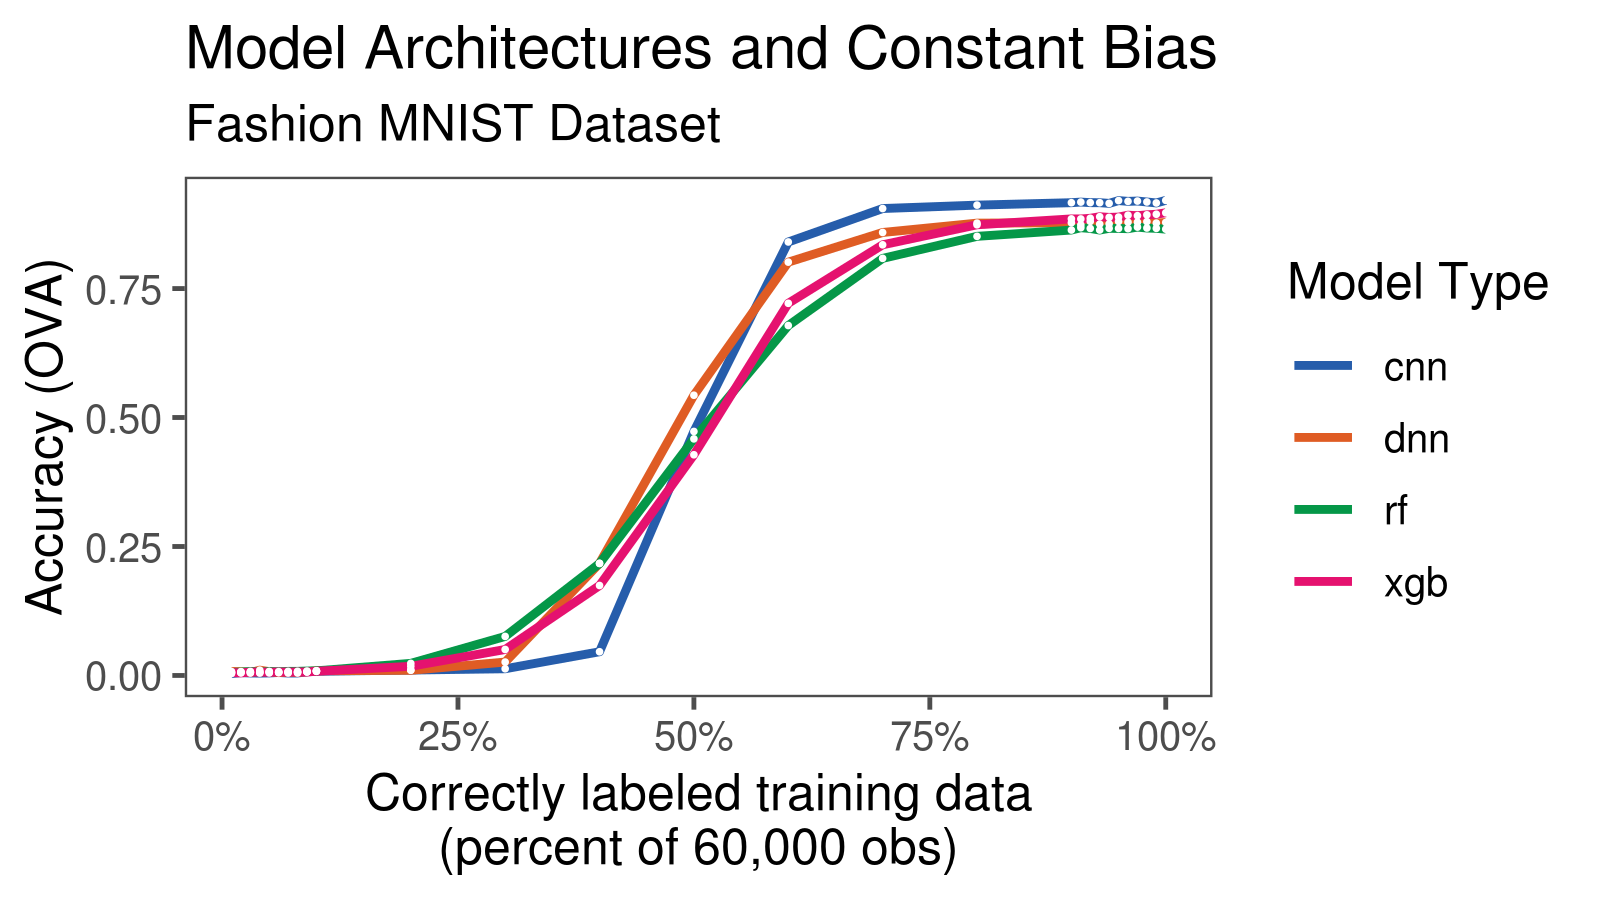 Model Architectures and Constant Bias
Fashion MNIST Dataset
Accuracy (OVA)
0.75
0.50
0.25
0.00
0%
25%
50%
75%
100%
Correctly labeled training data
(percent of 60,000 obs)
Model Type
cnn
dnn
rf
xgb